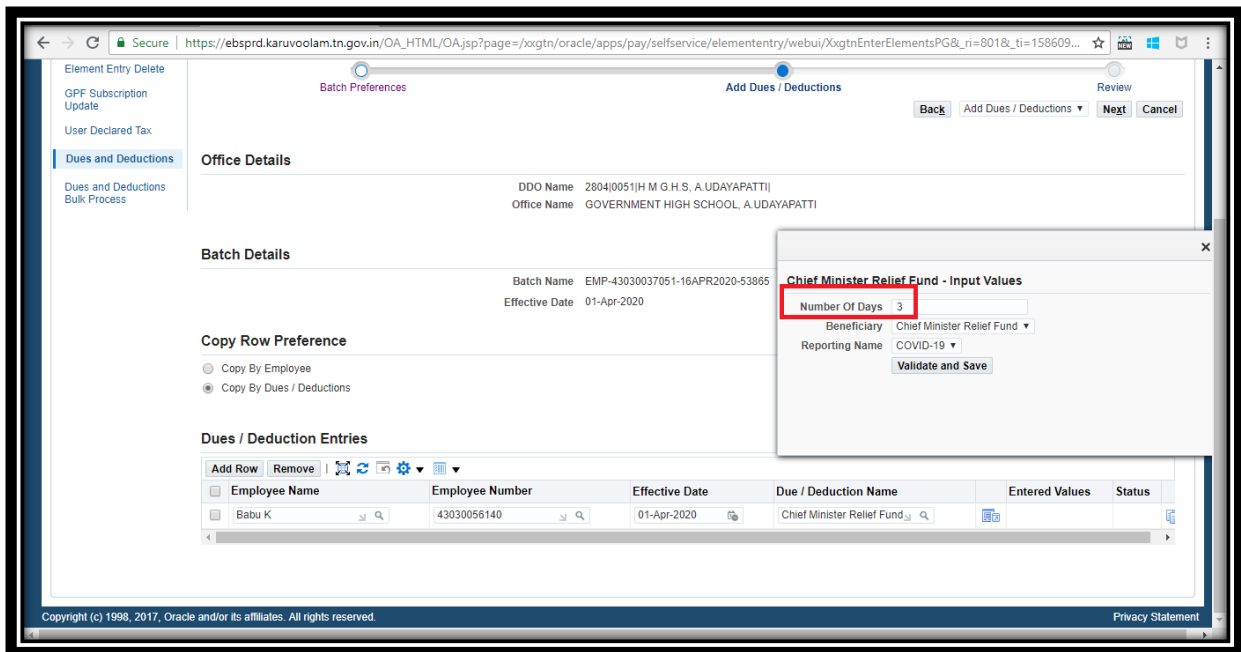 Secure https://ebsprd.karuvoolam.tn.gov.in/OA_HTML/OA.jsp?page=/xxgtn/oracle/apps/pay/selfservice/elemententry/webui/XxgtnEnterElementsPG&_ri=801&_ti=158609...
NEW
Element Entry Delete
GPF Subscription
Update
User Declared Tax
Dues and Deductions
Dues and Deductions
Bulk Process
Batch Preferences
Add Dues / Deductions
Review
Back Add Dues / Deductions Next Cancel
Office Details
DDO Name 2804|0051|H M G.H.S, A.UDAYAPATTI|
Office Name GOVERNMENT HIGH SCHOOL, A.UDAYAPATTI
Batch Details
Batch Name EMP-43030037051-16APR2020-53865
Effective Date 01-Apr-2020
Chief Minister Relief Fund - Input Values
Number Of Days 3
Beneficiary Chief Minister Relief Fund
Reporting Name COVID-19
Validate and Save
Copy Row Preference
Copy By Employee
Copy By Dues / Deductions
Dues / Deduction Entries
Add Row Remove
Employee Name Employee Number Effective Date Due / Deduction Name Entered Values Status
Babu K 43030056140 01-Apr-2020 Chief Minister Relief Fund
Copyright (c) 1998, 2017, Oracle and/or its affiliates. All rights reserved.
Privacy Statement